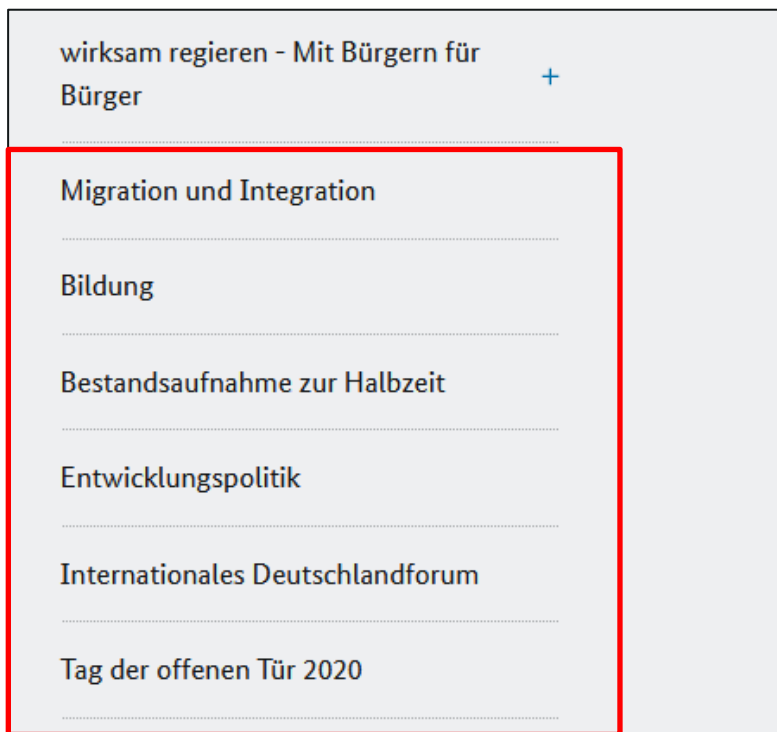 wirksam regieren - Mit Bürgern für
Bürger
+
Migration und Integration
Bildung
Bestandsaufnahme zur Halbzeit
Entwicklungspolitik
Internationales Deutschlandforum
Tag der offenen Tür 2020